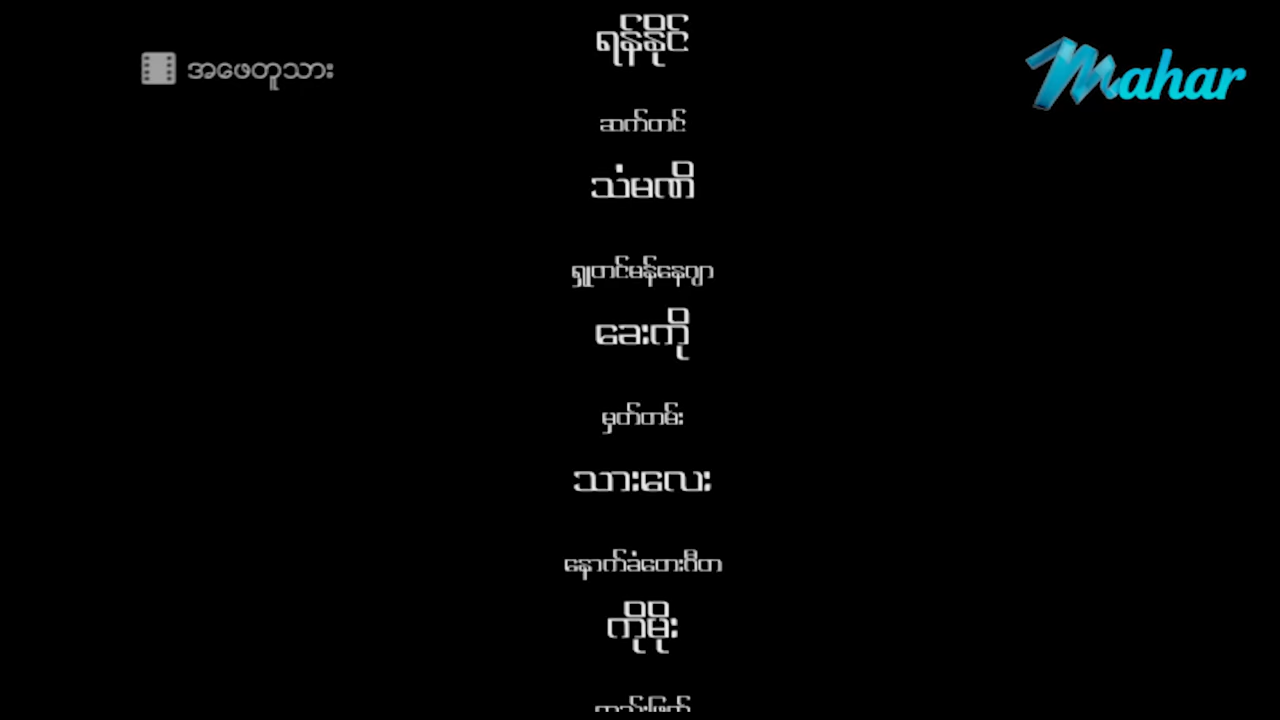 ရန်နိုင်
အဖေတူသား
Mahar
ဆက်တင်
သံမဏိ
ရှုတင်မန်နေဂျာ
ခေးကို
မှတ်တမ်း
သားလေး
နောက်ခံတေးဂီတ
ကိုမိုး